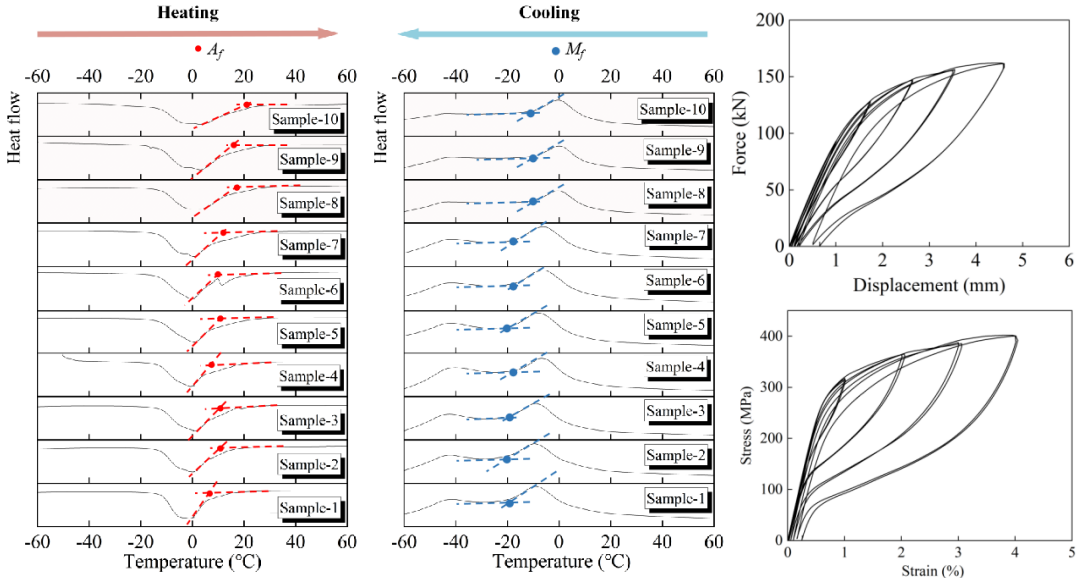 Heating
A_f
-60 -40 -20 0 20 40 60
Heat flow
Sample-10
Sample-9
Sample-8
Sample-7
Sample-6
Sample-5
Sample-4
Sample-3
Sample-2
Sample-1
-60 -40 -20 0 20 40 60
Temperature (℃)
Cooling
M_f
-60 -40 -20 0 20 40 60
Heat flow
Sample-10
Sample-9
Sample-8
Sample-7
Sample-6
Sample-5
Sample-4
Sample-3
Sample-2
Sample-1
-60 -40 -20 0 20 40 60
Temperature (℃)
200
150
100
50
0
Force (kN)
0 1 2 3 4 5 6
Displacement (mm)
400
300
200
100
0
Stress (MPa)
0 1 2 3 4 5
Strain (%)